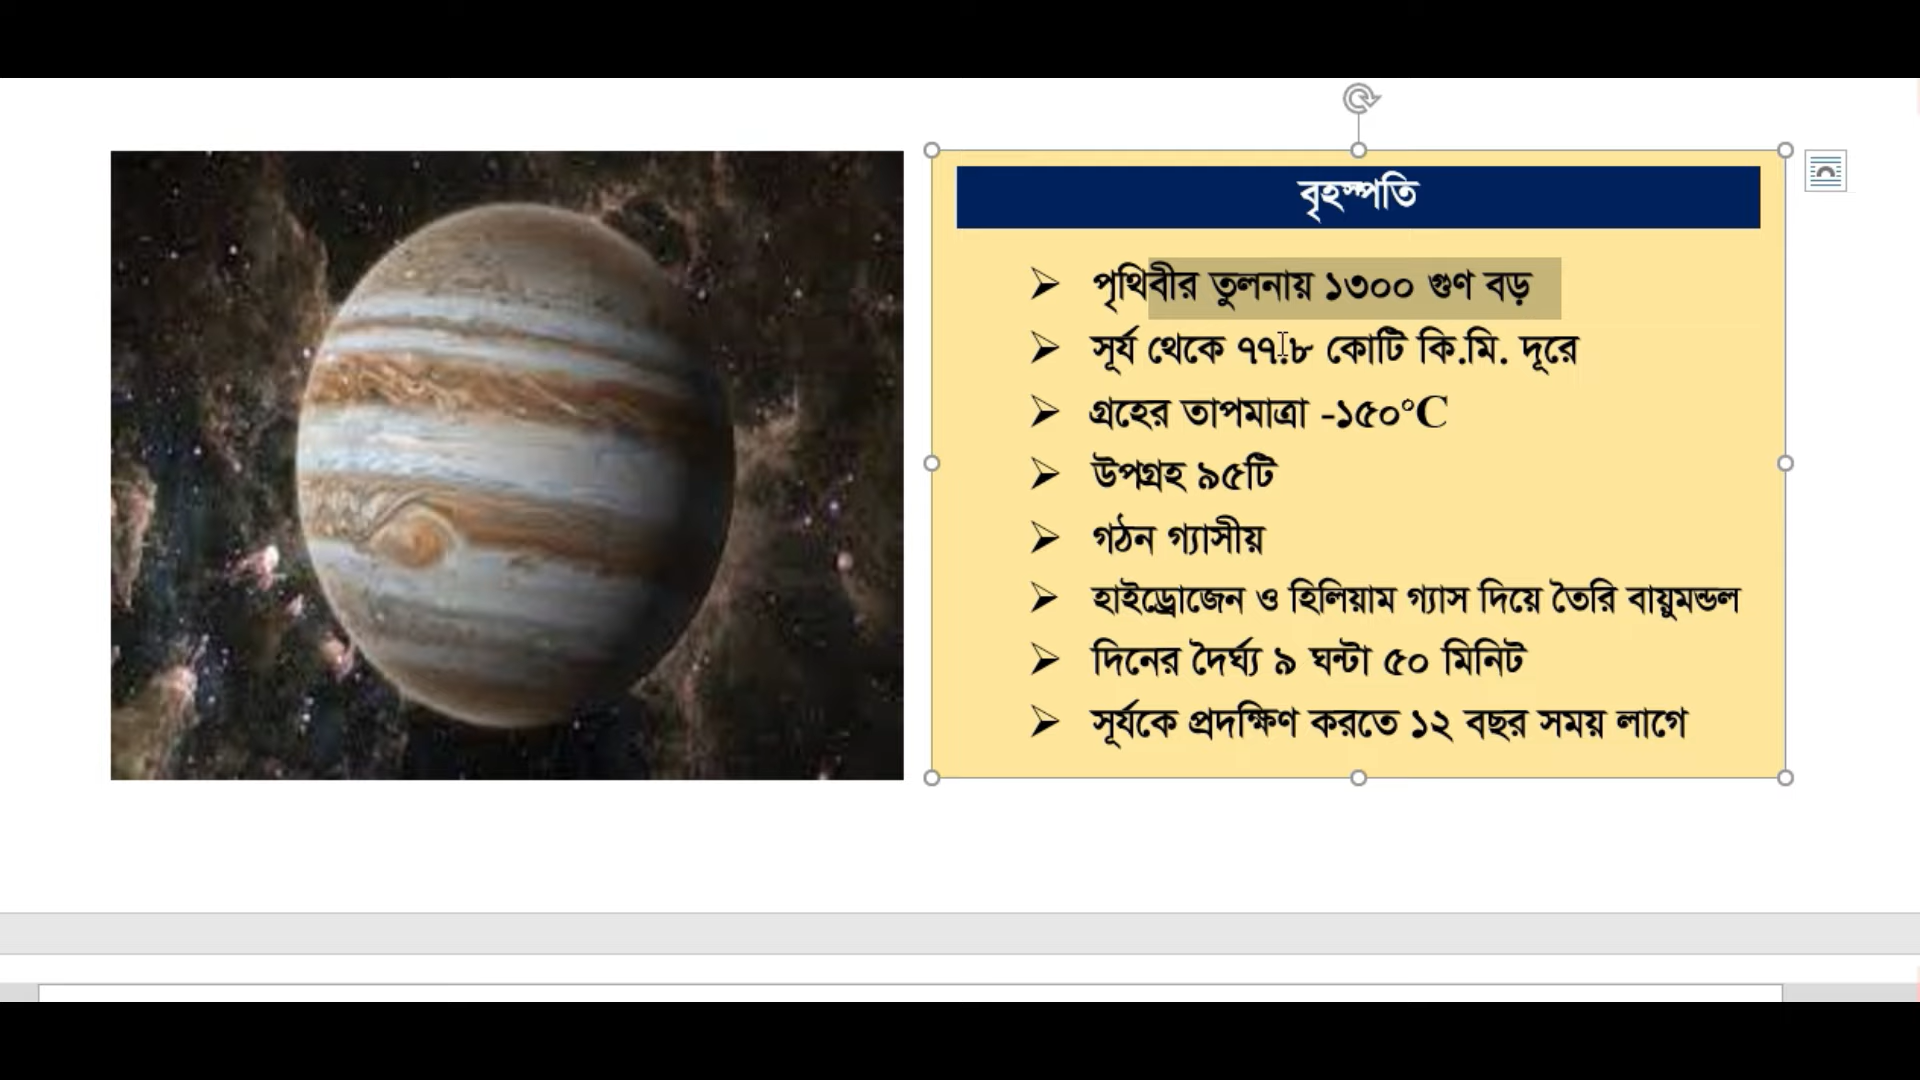 বৃহস্পতি
পৃথিবীর তুলনায় ১৩০০ গুণ বড়
সূর্য থেকে ৭৭.৮ কোটি কি.মি. দূরে
গ্রহের তাপমাত্রা -১৫০°C
উপগ্রহ ৯৫টি
গঠন গ্যাসীয়
হাইড্রোজেন ও হিলিয়াম গ্যাস দিয়ে তৈরি বায়ুমন্ডল
দিনের দৈর্ঘ্য ৯ ঘন্টা ৫০ মিনিট
সূর্যকে প্রদক্ষিণ করতে ১২ বছর সময় লাগে